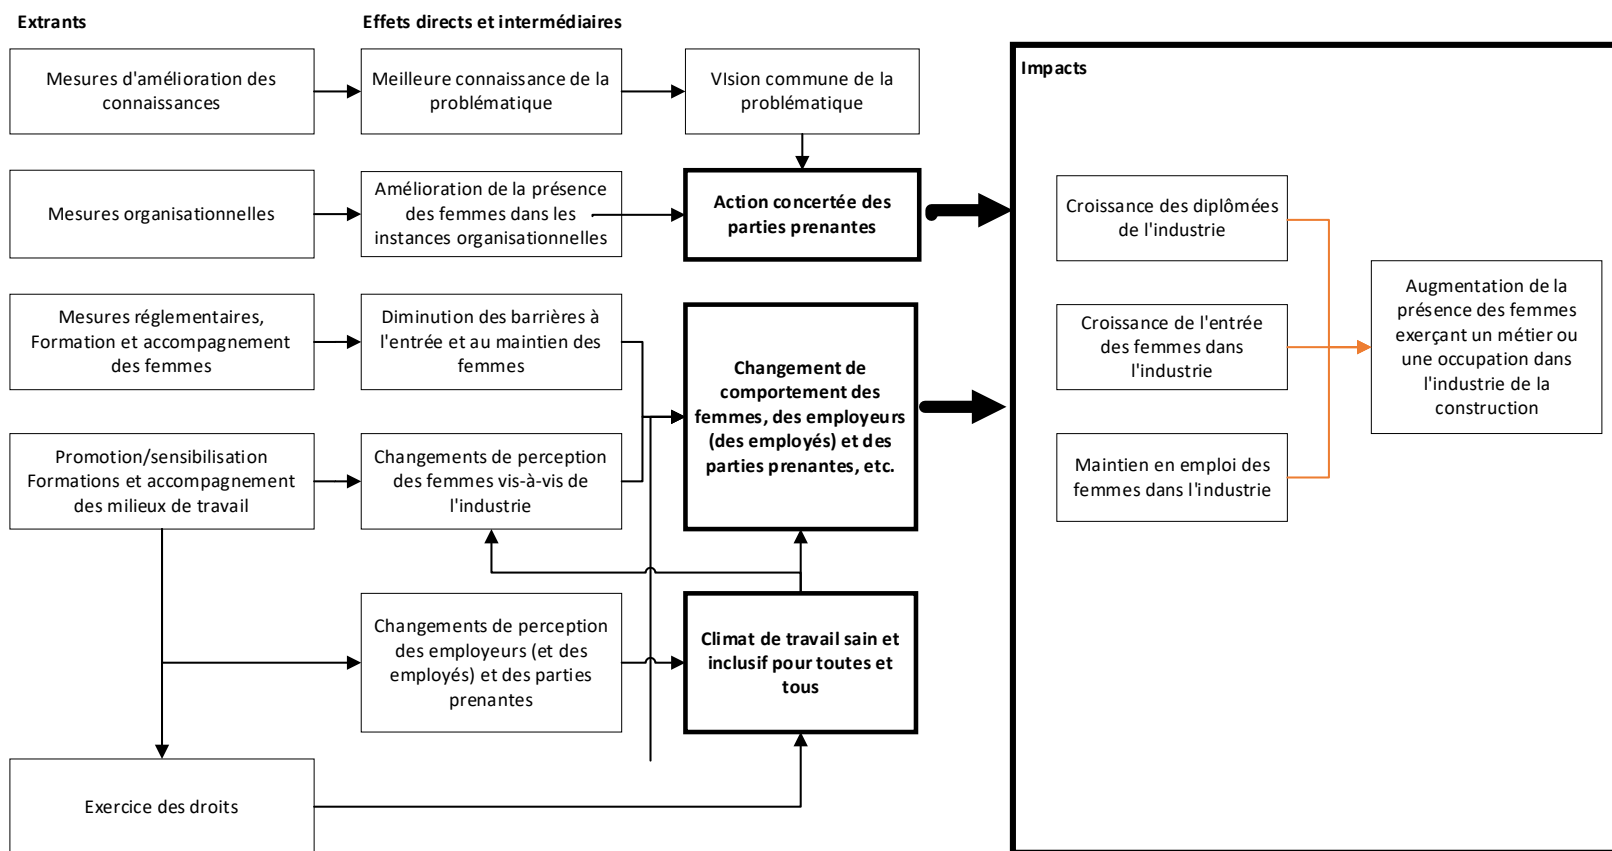 Extrants
Effets directs et intermédiaires
Mesures d'amélioration des
connaissances
Meilleure connaissance de la
problématique
VIsion commune de la
problématique
Mesures organisationnelles
Amélioration de la présence
des femmes dans les
instances organisationnelles
Action concertée des
parties prenantes
Mesures réglementaires,
Formation et accompagnement
des femmes
Diminution des barrières à
l'entrée et au maintien des
femmes
Changement de
comportement des
femmes, des employeurs
(des employés) et des
parties prenantes, etc.
Promotion/sensibilisation
Formations et accompagnement
des milieux de travail
Changements de perception
des femmes vis-à-vis de
l'industrie
Changements de perception
des employeurs (et des
employés) et des parties
prenantes
Climat de travail sain et
inclusif pour toutes et
tous
Exercice des droits
Impacts
Croissance des diplômées
de l'industrie
Croissance de l'entrée
des femmes dans
l'industrie
Maintien en emploi des
femmes dans l'industrie
Augmentation de la
présence des femmes
exerçant un métier ou
une occupation dans
l'industrie de la
construction